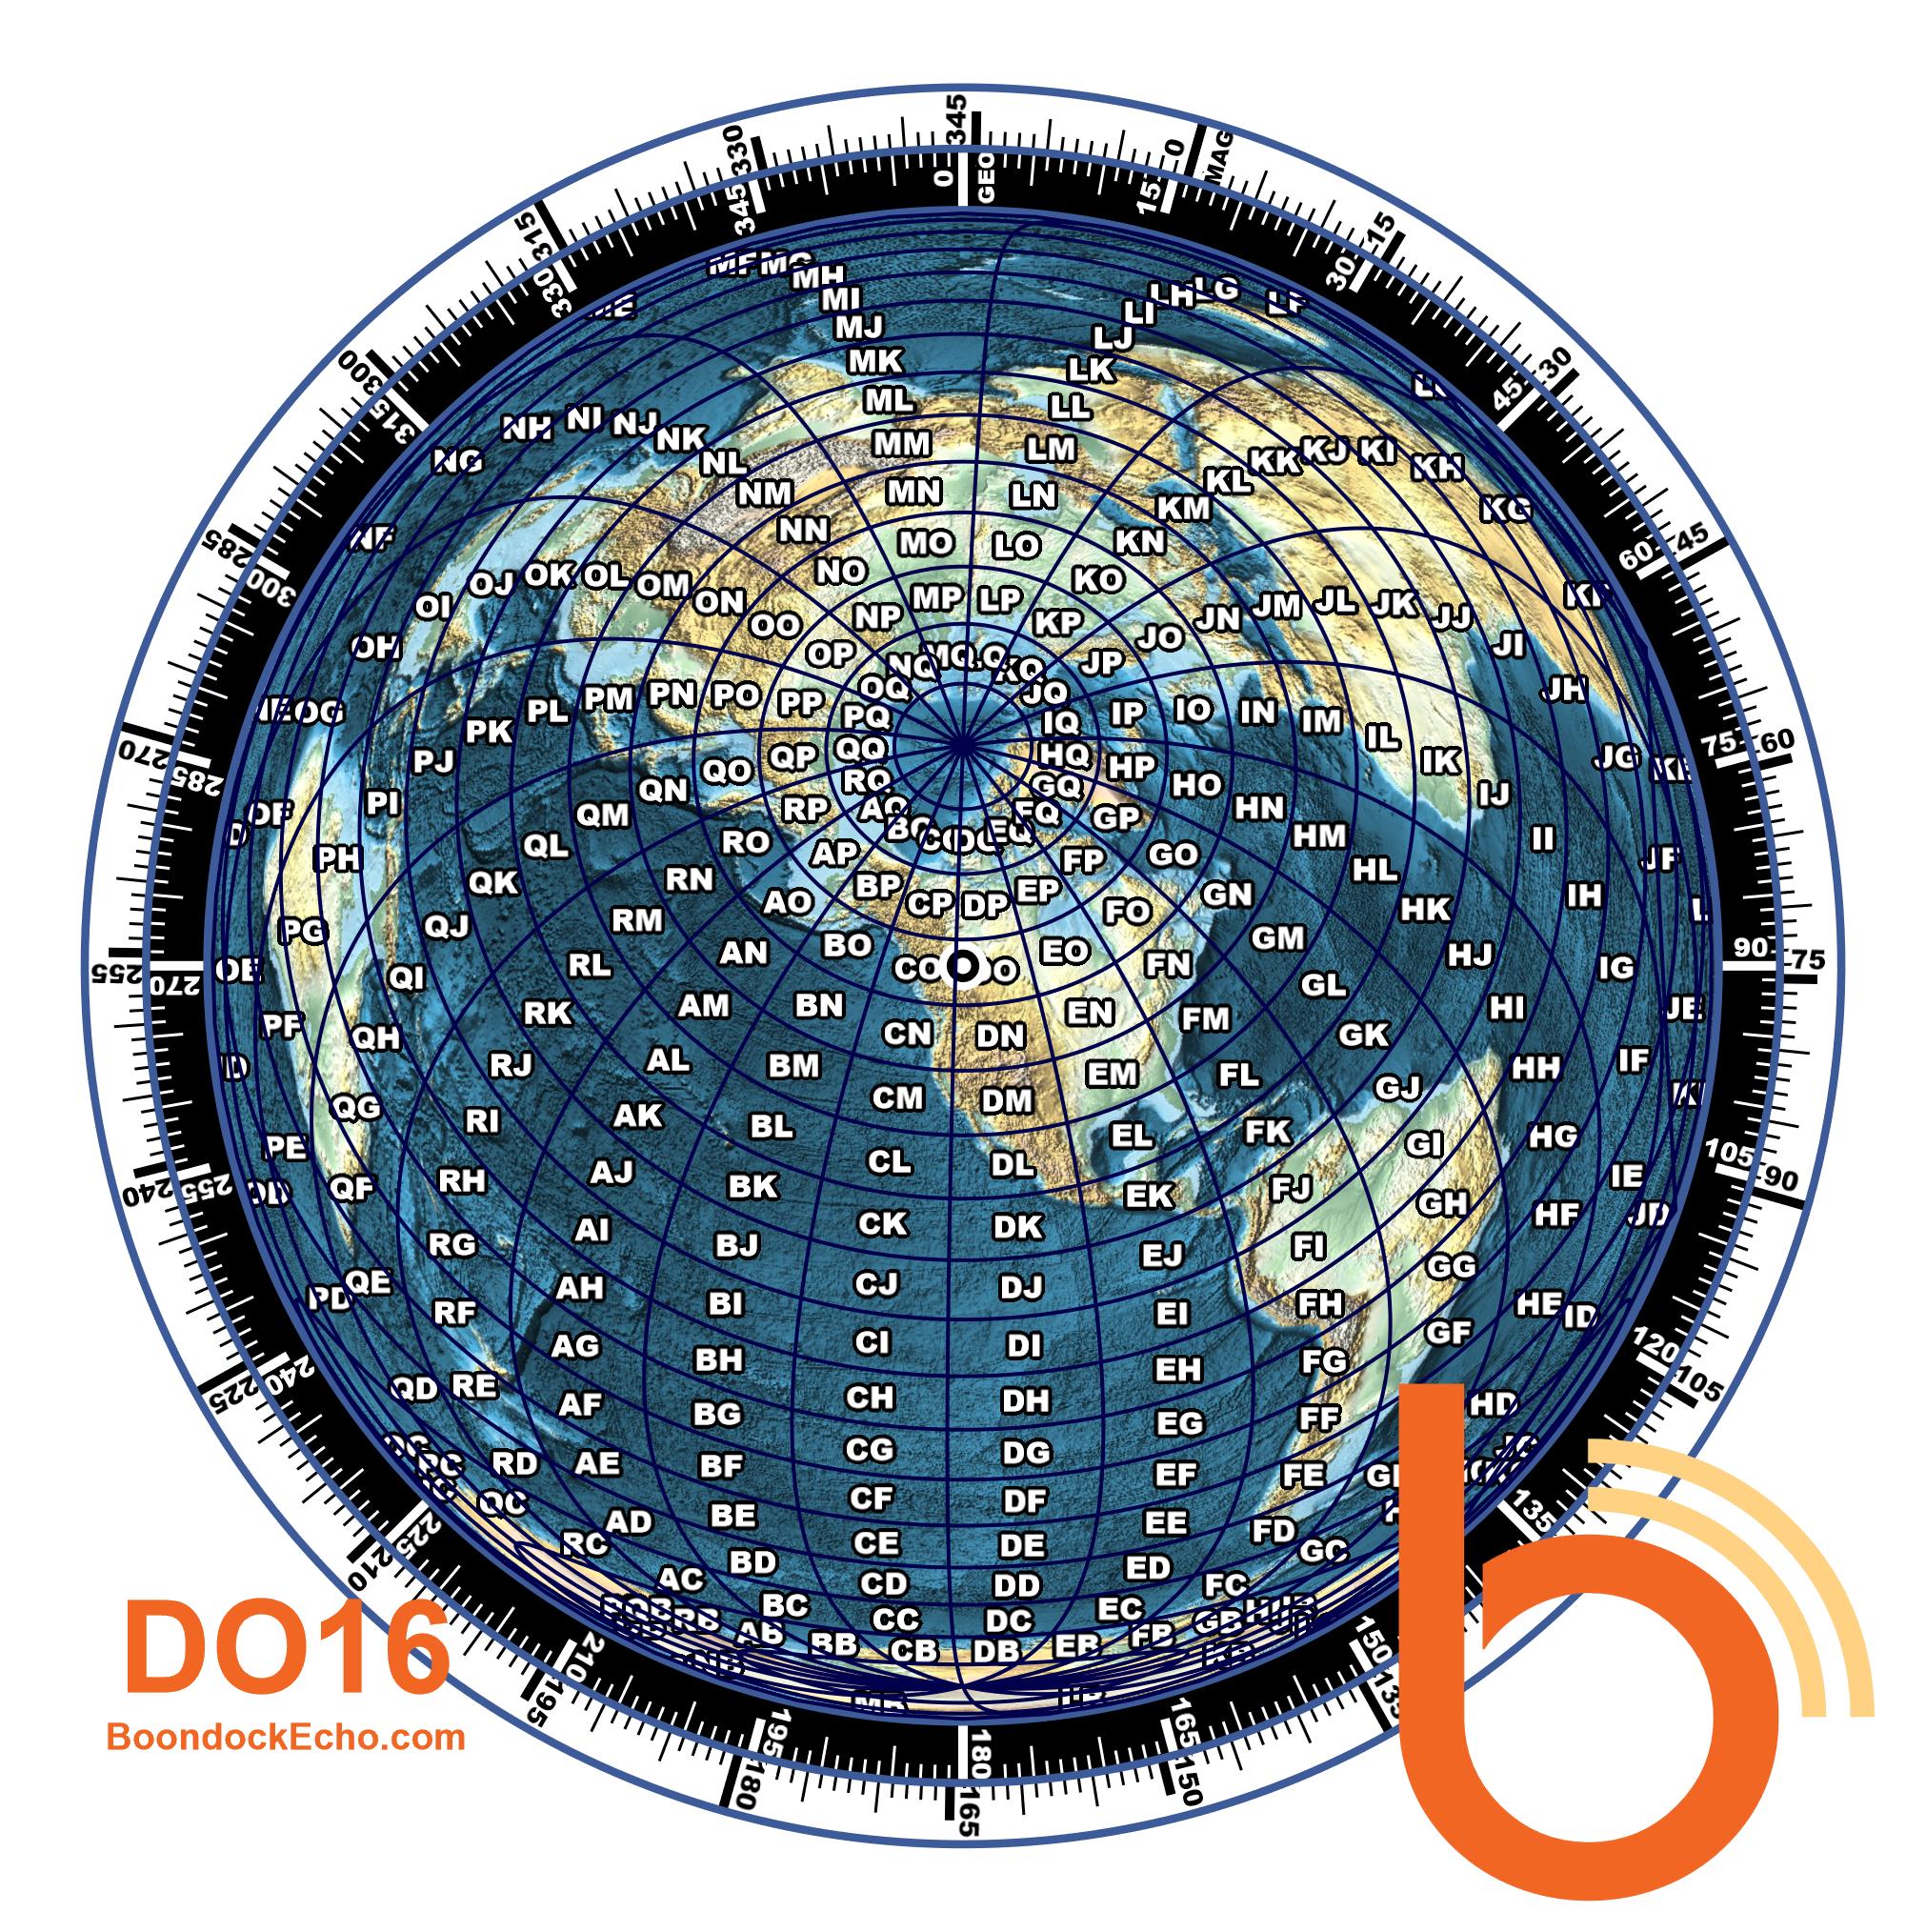 345
330
0
MAG
0
GEO
15
345
315
330
15
30
300
315
30
45
285
300
45
60
270
285
60
75
255
270
90
75
240
255
105
90
225
240
120
105
210
225
135
195
210
150
135
180
195
180
165
165
150
MF MG
MH
MI
MJ
MK
ML
MM
MN
MO
MP
LH LG
LF
LI
LJ
LK
LL
LM
LN
LO
LP
NG
NH
NI
NJ
NK
NL
NM
NN
NO
NP
NQ
NF
KK
KJ
KI
KH
KG
KL
KM
KN
KO
KP
KQ
OI
OJ
OK
OL
OM
ON
OO
OP
OQ
OH
OG
OF
OE
JN
JM
JL
JK
JJ
JI
JH
JG
JF
JE
JD
JO
JP
JQ
PL
PM
PN
PO
PP
PQ
PK
PJ
PI
PH
PG
PF
PE
PD
IP
IO
IN
IM
IL
IK
IJ
II
IH
IG
IF
IE
ID
IQ
QN
QO
QP
QQ
QM
QL
QK
QJ
QI
QH
QG
QF
QE
QD
QC
HQ
HP
HO
HN
HM
HL
HK
HJ
HI
HH
HG
HF
HE
HD
RQ
RP
RO
RN
RM
RL
RK
RJ
RI
RH
RG
RF
RE
RD
RC
RB
GQ
GP
GO
GN
GM
GL
GK
GJ
GI
GH
GG
GF
GC
GB
AQ
AP
AO
AN
AM
AL
AK
AJ
AI
AH
AG
AF
AE
AD
AC
AB
FQ
FP
FO
FN
FM
FL
FK
FJ
FI
FH
FG
FF
FE
FD
FC
FB
BP
BO
BN
BM
BL
BK
BJ
BI
BH
BG
BF
BE
BD
BC
BB
EQ
EP
EO
EN
EM
EL
EK
EJ
EI
EH
EG
EF
EE
ED
EC
EB
CP
CO
CN
CM
CL
CK
CJ
CI
CH
CG
CF
CE
CD
CC
CB
DP
DN
DM
DL
DK
DJ
DI
DH
DG
DF
DE
DD
DC
DB
DO16
BoondockEcho.com
b